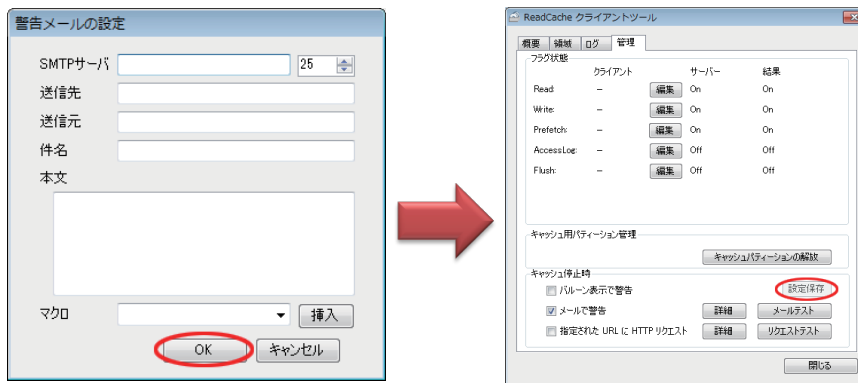 警告メールの設定
SMTPサーバ 25
送信先
送信元
件名
本文
マクロ 挿入
OK キャンセル
ReadCache クライアントツール
概要 領域 ログ 管理
フラグ状態
クライアント サーバー 結果
Read: − 編集 On On
Write: − 編集 On On
Prefetch: − 編集 On On
AccessLog: − 編集 Off Off
Flush: − 編集 Off Off
キャッシュ用パティーション管理
キャッシュパティーションの解放
キャッシュ停止時
バルーン表示で警告 設定保存
メールで警告 詳細 メールテスト
指定された URL に HTTP リクエスト 詳細 リクエストテスト
閉じる